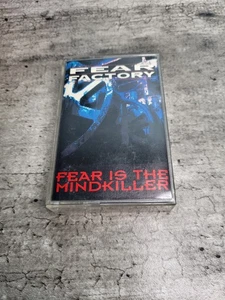 FEAR
FACTORY
FEAR IS THE
MINDKILLER